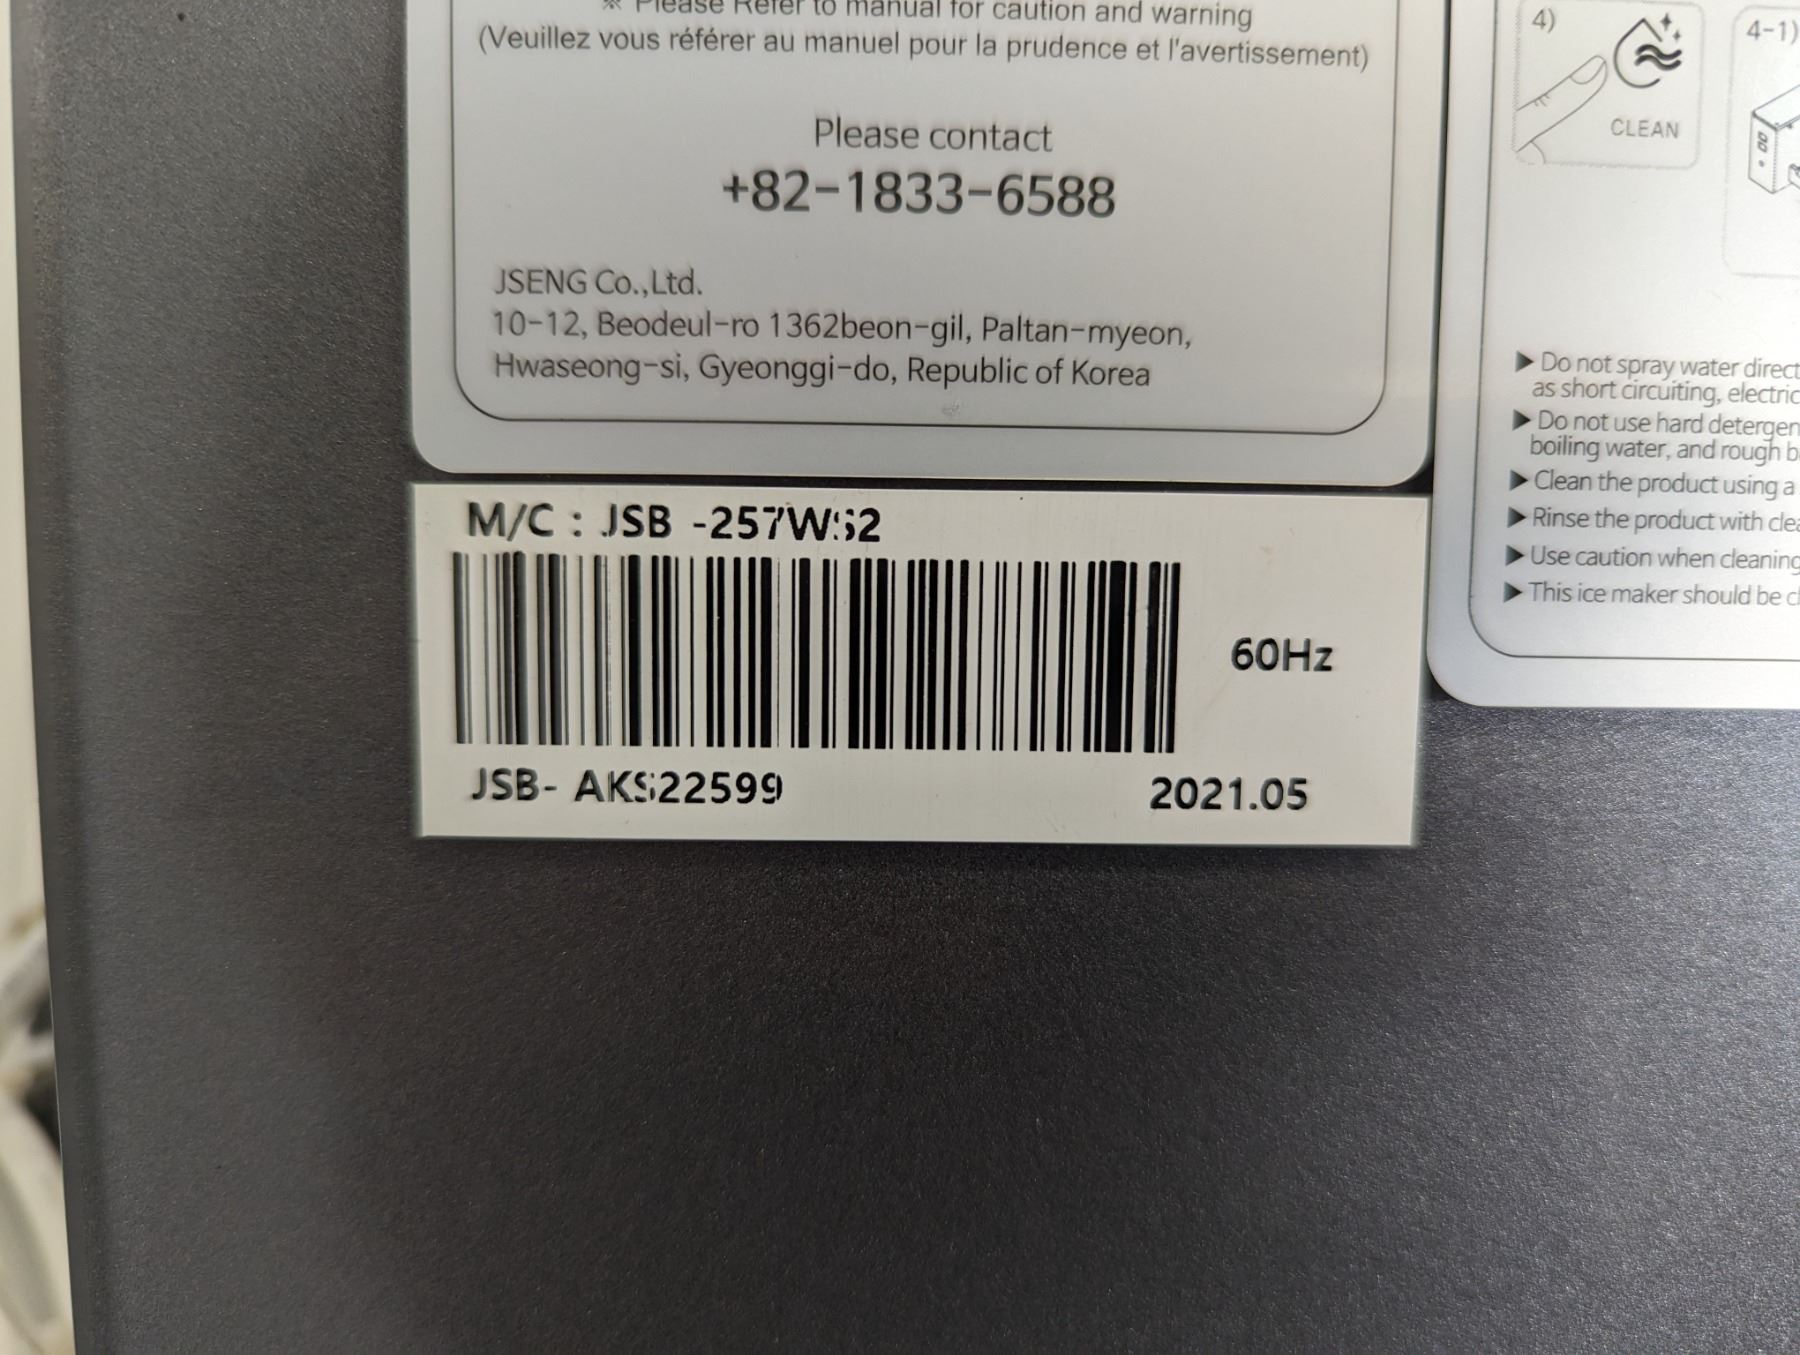 ※ Please Refer to manual for caution and warning
(Veuillez vous référer au manuel pour la prudence et l'avertissement)
Please contact
+82-1833-6588
JSENG Co.,Ltd.
10-12, Beodeul-ro 1362beon-gil, Paltan-myeon,
Hwaseong-si, Gyeonggi-do, Republic of Korea
M/C : JSB -257WS2
60Hz
JSB- AKS22599
2021.05
4)
CLEAN
4-1)
▶ Do not spray water direct
as short circuiting, electric
▶ Do not use hard detergen
boiling water, and rough b
▶ Clean the product using a
▶ Rinse the product with clea
▶ Use caution when cleaning
▶ This ice maker should be c